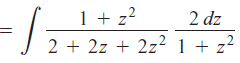 = ∫ (1 + z²)/(2 + 2z + 2z²) (2 dz)/(1 + z²)